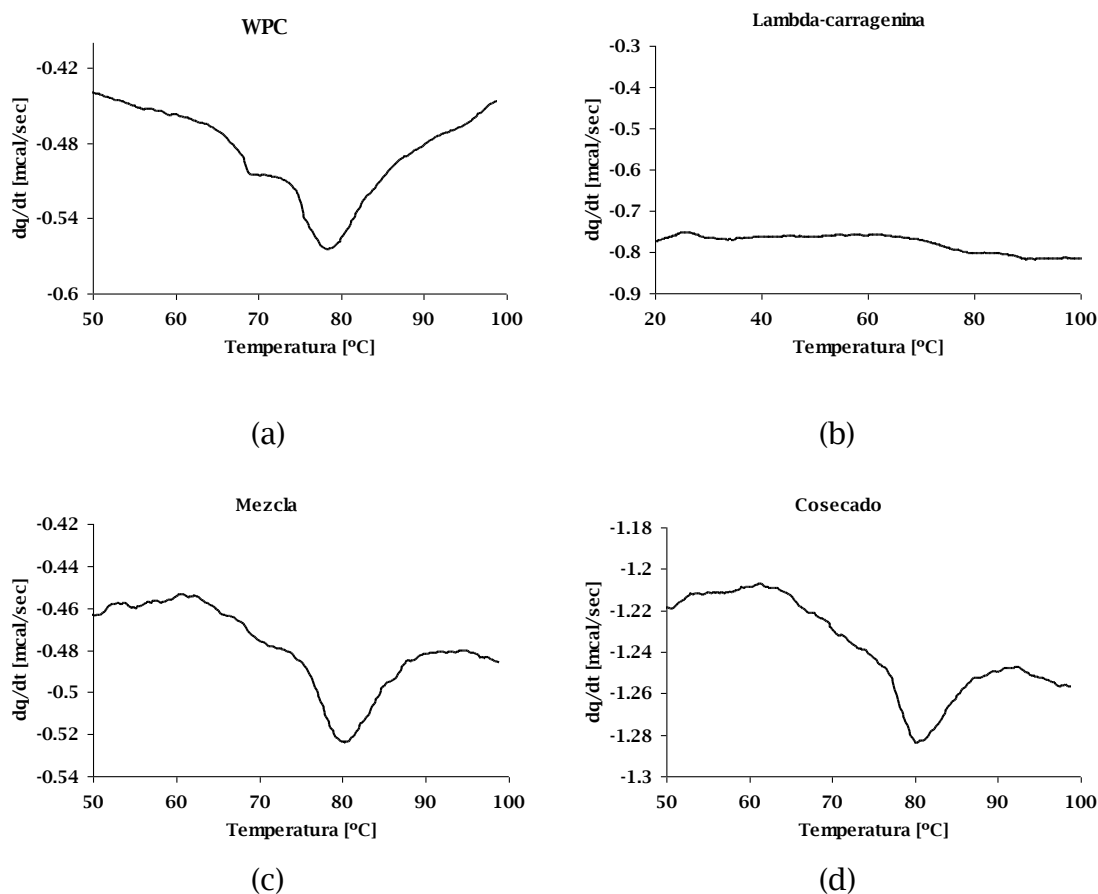 WPC
-0.42
-0.48
-0.54
-0.6
dq/dt [mcal/sec]
50 60 70 80 90 100
Temperatura [ºC]
(a)
Lambda-carragenina
-0.3
-0.4
-0.5
-0.6
-0.7
-0.8
-0.9
dq/dt [mcal/sec]
20 40 60 80 100
Temperatura [ºC]
(b)
Mezcla
-0.42
-0.44
-0.46
-0.48
-0.5
-0.52
-0.54
dq/dt [mcal/sec]
50 60 70 80 90 100
Temperatura [ºC]
(c)
Cosecado
-1.18
-1.2
-1.22
-1.24
-1.26
-1.28
-1.3
dq/dt [mcal/sec]
50 60 70 80 90 100
Temperatura [ºC]
(d)